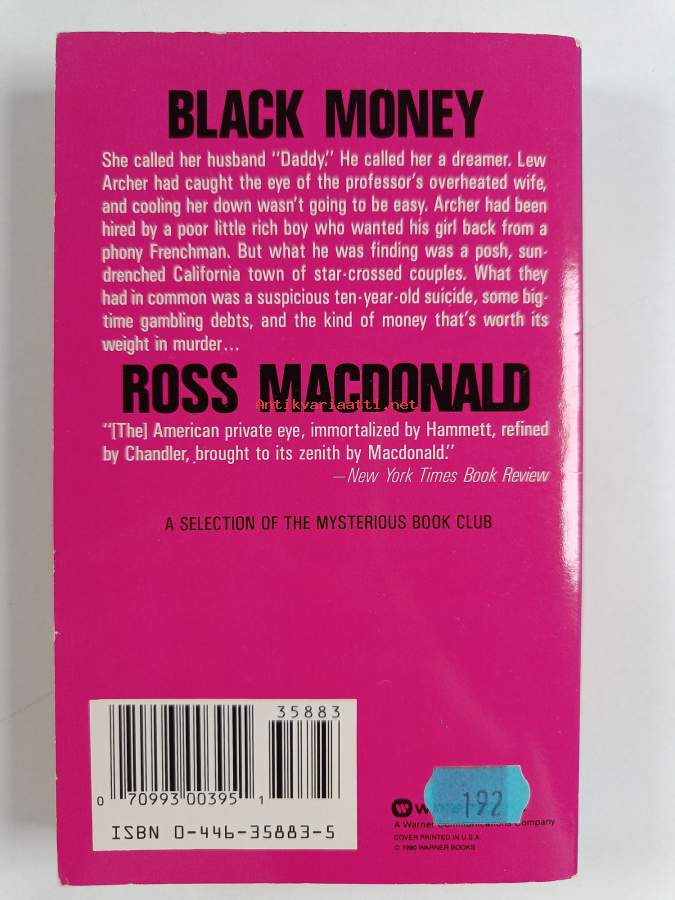 BLACK MONEY
She called her husband "Daddy." He called her a dreamer. Lew
Archer had caught the eye of the professor's overheated wife,
and cooling her down wasn't going to be easy. Archer had been
hired by a poor little rich boy who wanted his girl back from a
phony Frenchman. But what he was finding was a posh, sun-
drenched California town of star-crossed couples. What they
had in common was a suspicious ten-year-old suicide, some big-
time gambling debts, and the kind of money that's worth its
weight in murder...
ROSS MACDONALD
Antikvariaatti.net
"[The] American private eye, immortalized by Hammett, refined
by Chandler, brought to its zenith by Macdonald."
—New York Times Book Review
A SELECTION OF THE MYSTERIOUS BOOK CLUB
35883
0 70993 00395 1
ISBN 0-446-35883-5
W
192
A Warner Communications Company
COVER PRINTED IN U.S.A.
© 1990 WARNER BOOKS